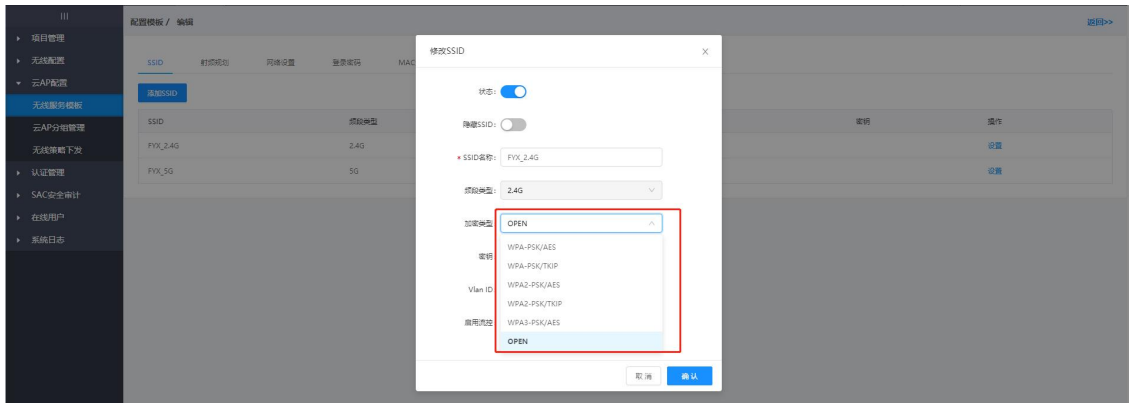 配置模板 / 编辑
返回>>
项目管理
无线配置
云AP配置
无线服务模板
云AP分组管理
无线策略下发
认证管理
SAC安全审计
在线用户
系统日志
SSID 射频规划 网络设置 登录密码 MAC
添加SSID
SSID 频段类型 密钥 操作
FYX_2.4G 2.4G 设置
FYX_5G 5G 设置
修改SSID ×
状态:
隐藏SSID:
* SSID名称: FYX_2.4G
频段类型: 2.4G
加密类型 OPEN
密钥
Vlan ID
启用流控
WPA-PSK/AES
WPA-PSK/TKIP
WPA2-PSK/AES
WPA2-PSK/TKIP
WPA3-PSK/AES
OPEN
取消 确认